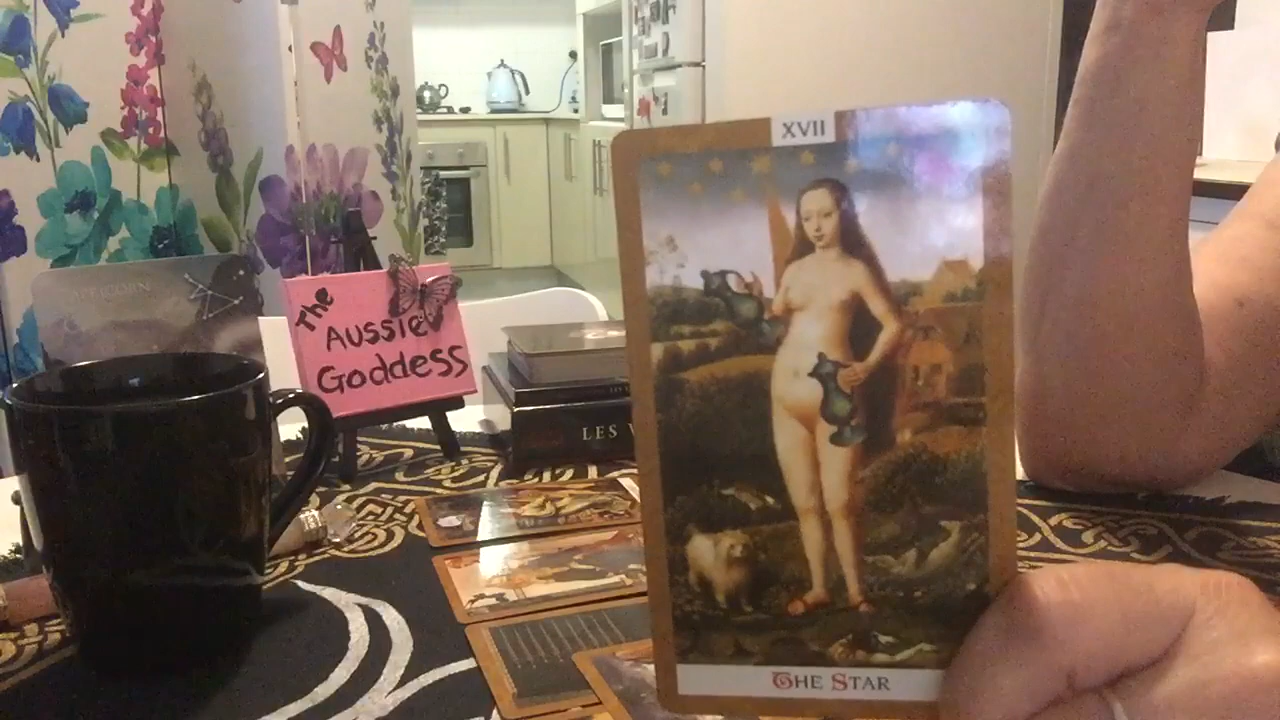 XVII
The
Aussie
Goddess
LES
THE STAR